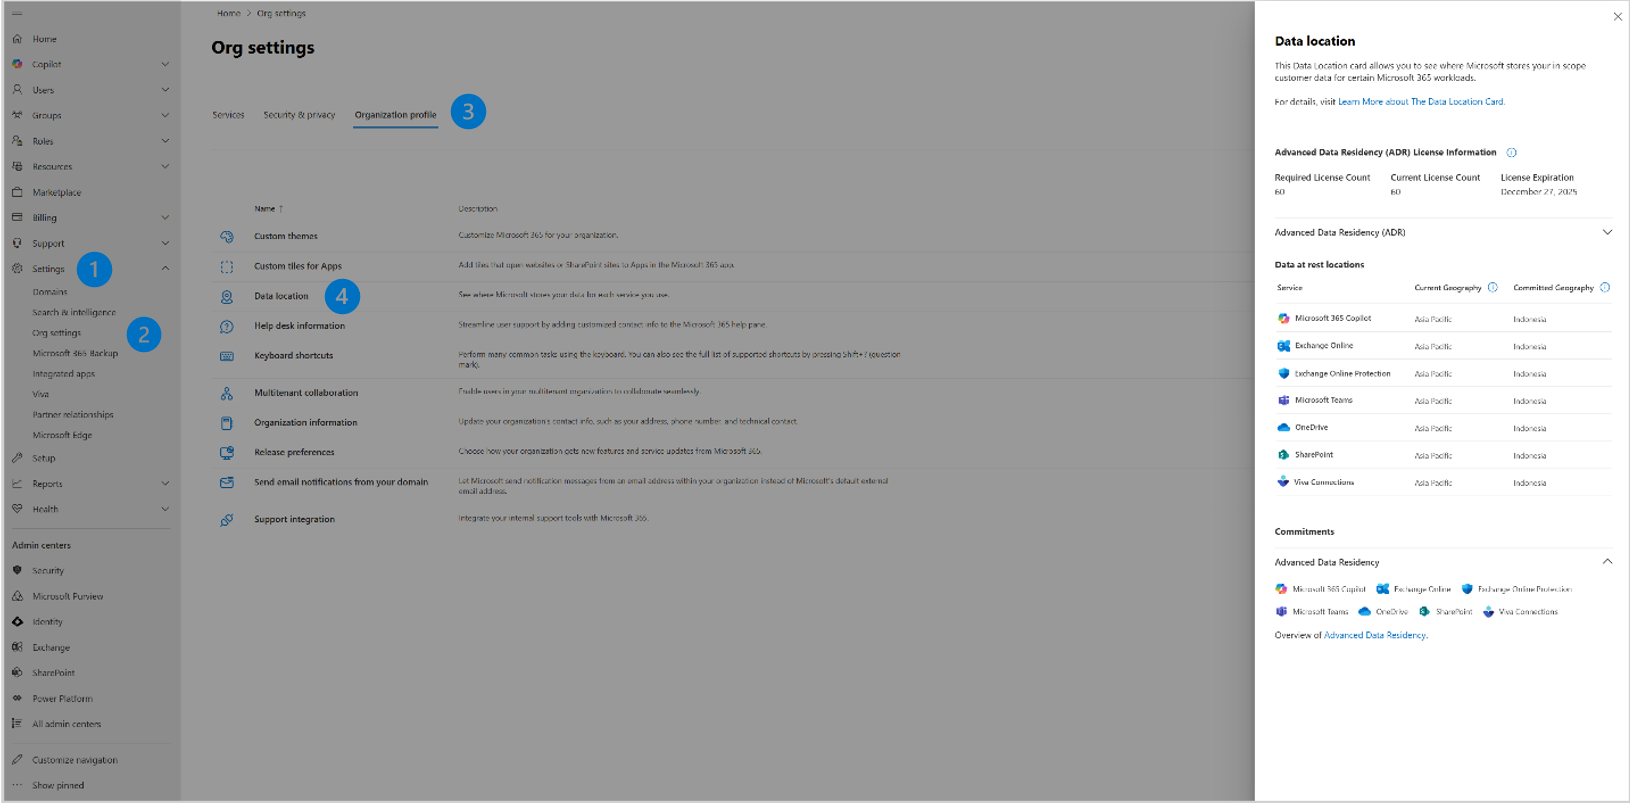 Home
Copilot
Users
Groups
Roles
Resources
Marketplace
Billing
Support
Settings 1
Domains
Search & intelligence
Org settings 2
Microsoft 365 Backup
Integrated apps
Viva
Partner relationships
Microsoft Edge
Setup
Reports
Health
Admin centers
Security
Microsoft Purview
Identity
Exchange
SharePoint
Power Platform
All admin centers
Customize navigation
Show pinned
Home > Org settings
Org settings
Services Security & privacy Organization profile 3
Name ↑ Description
Custom themes Customize Microsoft 365 for your organization.
Custom tiles for Apps Add tiles that open websites or SharePoint sites to Apps in the Microsoft 365 app.
Data location 4 See where Microsoft stores your data for each service you use.
Help desk information Streamline user support by adding customized contact info to the Microsoft 365 help pane.
Keyboard shortcuts Perform many common tasks using the keyboard. You can also see the full list of supported shortcuts by pressing Shift+? (question
mark).
Multitenant collaboration Enable users in your multitenant organization to collaborate seamlessly.
Organization information Update your organization's contact info, such as your address, phone number, and technical contact.
Release preferences Choose how your organization gets new features and service updates from Microsoft 365.
Send email notifications from your domain Let Microsoft send notification messages from an email address within your organization instead of Microsoft's default external
email address.
Support integration Integrate your internal support tools with Microsoft 365.
Data location
This Data Location card allows you to see where Microsoft stores your in scope
customer data for certain Microsoft 365 workloads.
For details, visit Learn More about The Data Location Card.
Advanced Data Residency (ADR) License Information
Required License Count Current License Count License Expiration
60 60 December 27, 2025
Advanced Data Residency (ADR)
Data at rest locations
Service Current Geography Committed Geography
Microsoft 365 Copilot Asia Pacific Indonesia
Exchange Online Asia Pacific Indonesia
Exchange Online Protection Asia Pacific Indonesia
Microsoft Teams Asia Pacific Indonesia
OneDrive Asia Pacific Indonesia
SharePoint Asia Pacific Indonesia
Viva Connections Asia Pacific Indonesia
Commitments
Advanced Data Residency
Microsoft 365 Copilot Exchange Online Exchange Online Protection
Microsoft Teams OneDrive SharePoint Viva Connections
Overview of Advanced Data Residency.